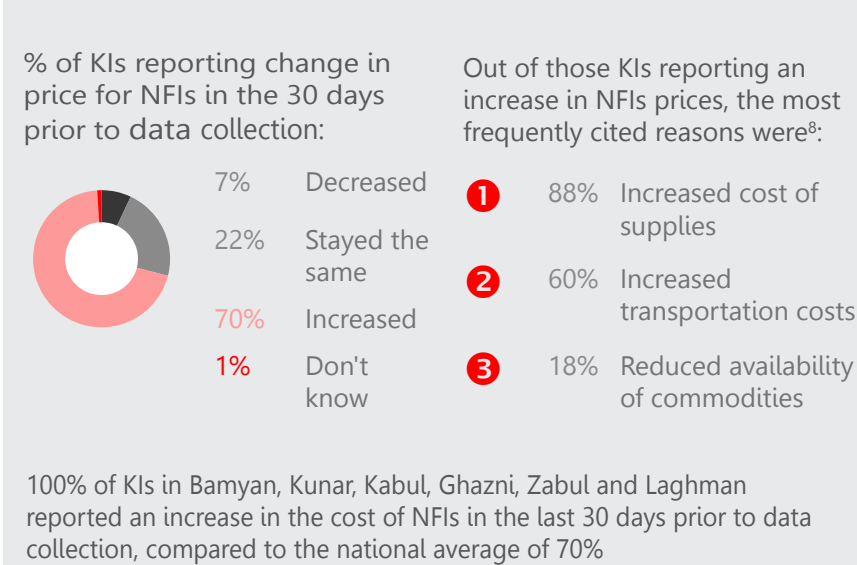 % of KIs reporting change in
price for NFIs in the 30 days
prior to data collection:
7% Decreased
22% Stayed the
same
70% Increased
1% Don't
know
Out of those KIs reporting an
increase in NFIs prices, the most
frequently cited reasons were⁸:
1 88% Increased cost of
supplies
2 60% Increased
transportation costs
3 18% Reduced availability
of commodities
100% of KIs in Bamyan, Kunar, Kabul, Ghazni, Zabul and Laghman
reported an increase in the cost of NFIs in the last 30 days prior to data
collection, compared to the national average of 70%